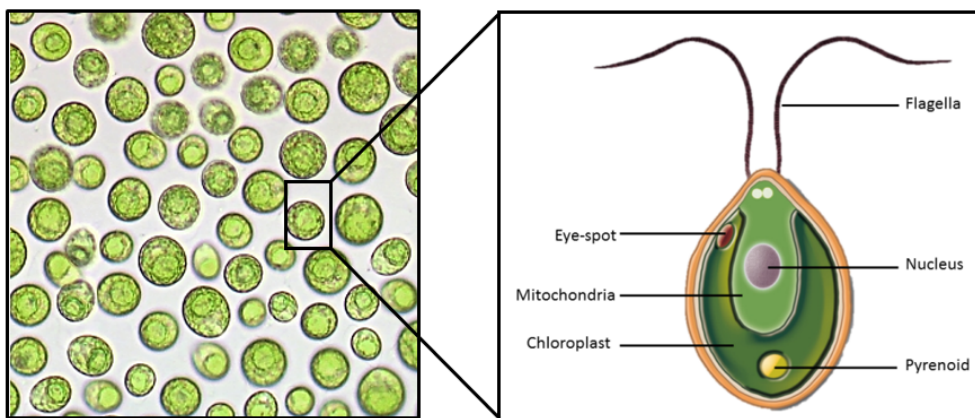 Flagella
Eye-spot
Nucleus
Mitochondria
Chloroplast
Pyrenoid